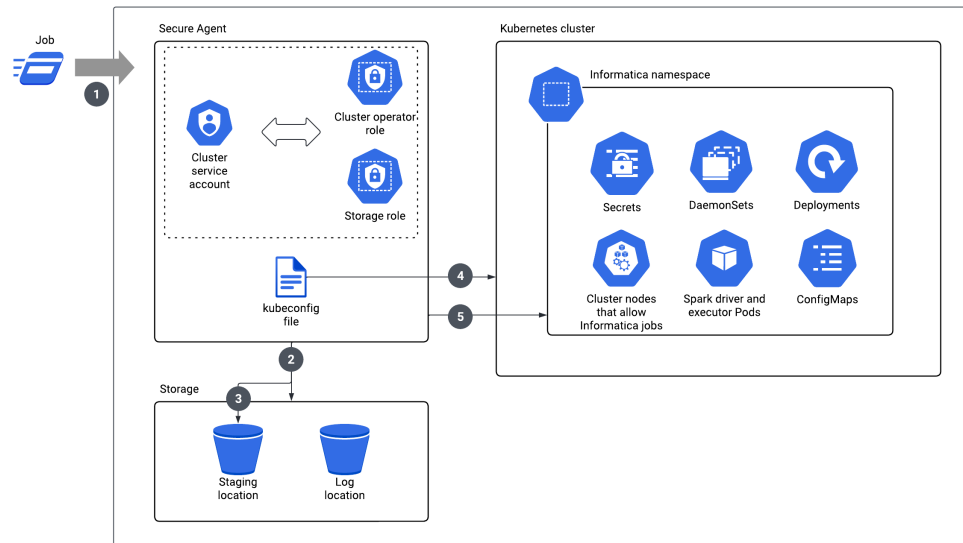 Job
1
Secure Agent
Cluster
service
account
Cluster operator
role
Storage role
kubeconfig
file
4
5
2
Storage
3
Staging
location
Log
location
Kubernetes cluster
Informatica namespace
Secrets
DaemonSets
Deployments
Cluster nodes
that allow
Informatica jobs
Spark driver and
executor Pods
ConfigMaps